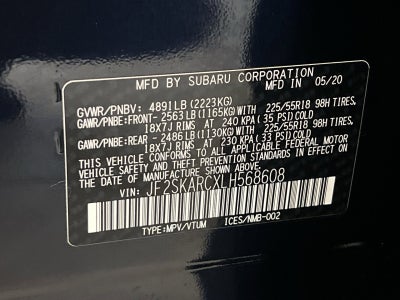 MFD BY SUBARU CORPORATION
MFD IN 05/20
GVWR/PNBV: 4891LB (2223KG)
GAWR/PNBE:FRONT-2563LB (1165KG)WITH 225/55R18 98H TIRES,
18X7J RIMS AT 240 KPA ( 35 PSI)COLD
GAWR/PNBE:REAR -2486LB (1130KG)WITH 225/55R18 98H TIRES,
18X7J RIMS AT 230 KPA ( 33 PSI)COLD
THIS VEHICLE CONFORMS TO ALL APPLICABLE FEDERAL MOTOR
VEHICLE SAFETY AND THEFT PREVENTION STANDARDS IN
EFFECT ON THE DATE OF MANUFACTURE SHOWN ABOVE.
VIN: JF2SKARCXLH568608
TYPE:MPV/VTUM ICES/NMB-002